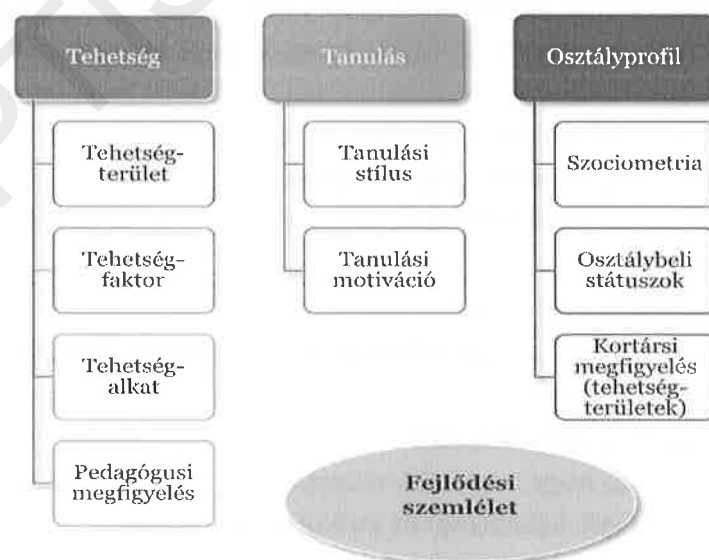 Tehetség
Tehetség-
terület
Tehetség-
faktor
Tehetség-
alkat
Pedagógusi
megfigyelés
Tanulás
Tanulási
stílus
Tanulási
motiváció
Osztályprofil
Szociometria
Osztálybeli
státuszok
Kortársi
megfigyelés
(tehetség-
területek)
Fejlődési
szemlélet